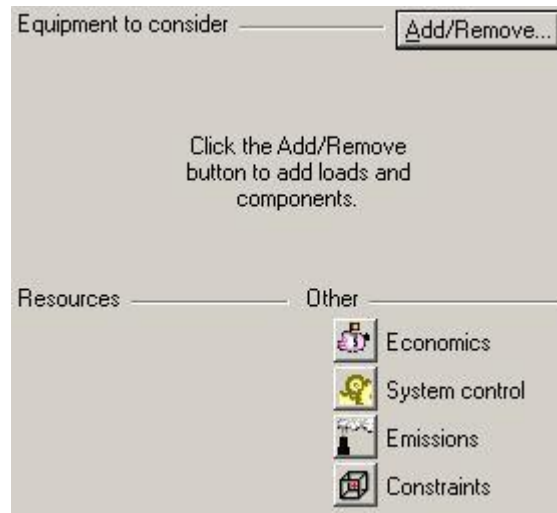 Equipment to consider
Add/Remove...
Click the Add/Remove
button to add loads and
components.
Resources
Other
Economics
System control
Emissions
Constraints